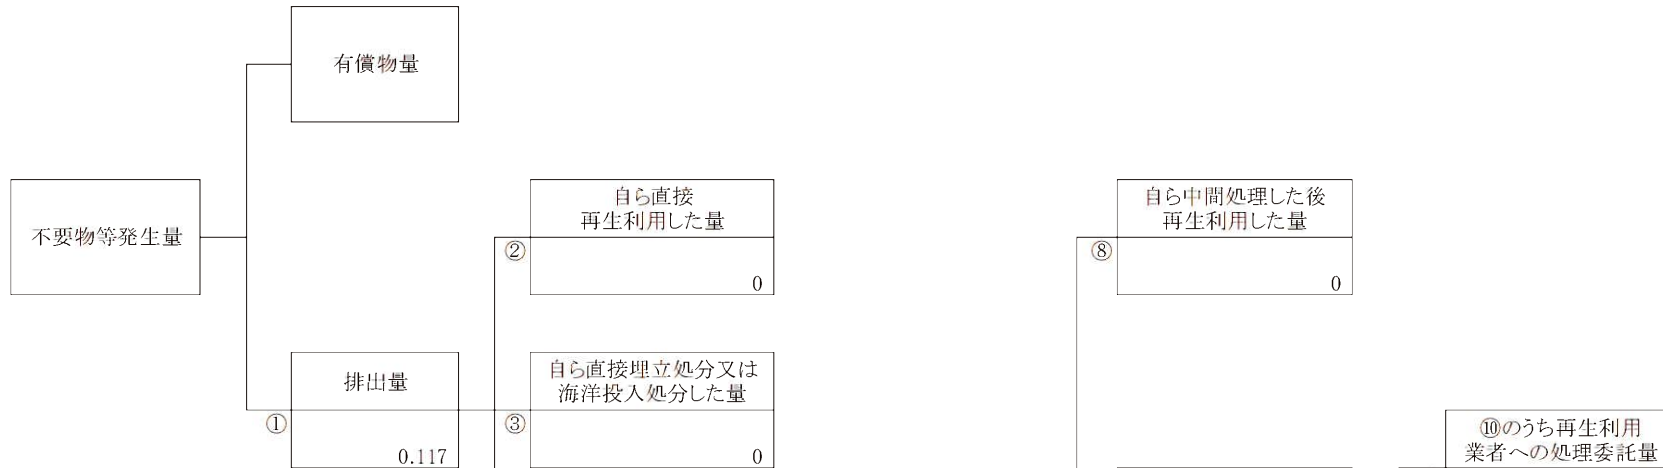 有償物量
不要物等発生量
自ら直接
再生利用した量
②
0
自ら中間処理した後
再生利用した量
⑧
0
排出量
①
0.117
自ら直接埋立処分又は
海洋投入処分した量
③
0
⑩のうち再生利用
業者への処理委託量